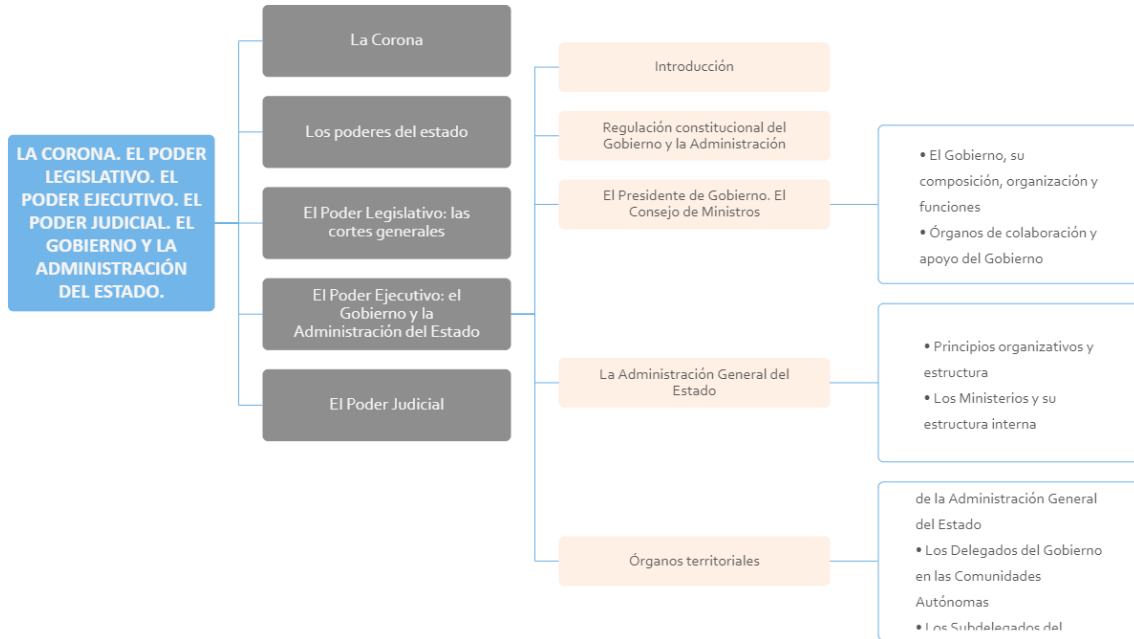 LA CORONA. EL PODER
LEGISLATIVO. EL
PODER EJECUTIVO. EL
PODER JUDICIAL. EL
GOBIERNO Y LA
ADMINISTRACIÓN
DEL ESTADO.
La Corona
Los poderes del estado
El Poder Legislativo: las
cortes generales
El Poder Ejecutivo: el
Gobierno y la
Administración del Estado
El Poder Judicial
Introducción
Regulación constitucional del
Gobierno y la Administración
El Presidente de Gobierno. El
Consejo de Ministros
• El Gobierno, su
composición, organización y
funciones
• Órganos de colaboración y
apoyo del Gobierno
La Administración General del
Estado
• Principios organizativos y
estructura
• Los Ministerios y su
estructura interna
Órganos territoriales
de la Administración General
del Estado
• Los Delegados del Gobierno
en las Comunidades
Autónomas
• Los Subdelegados del